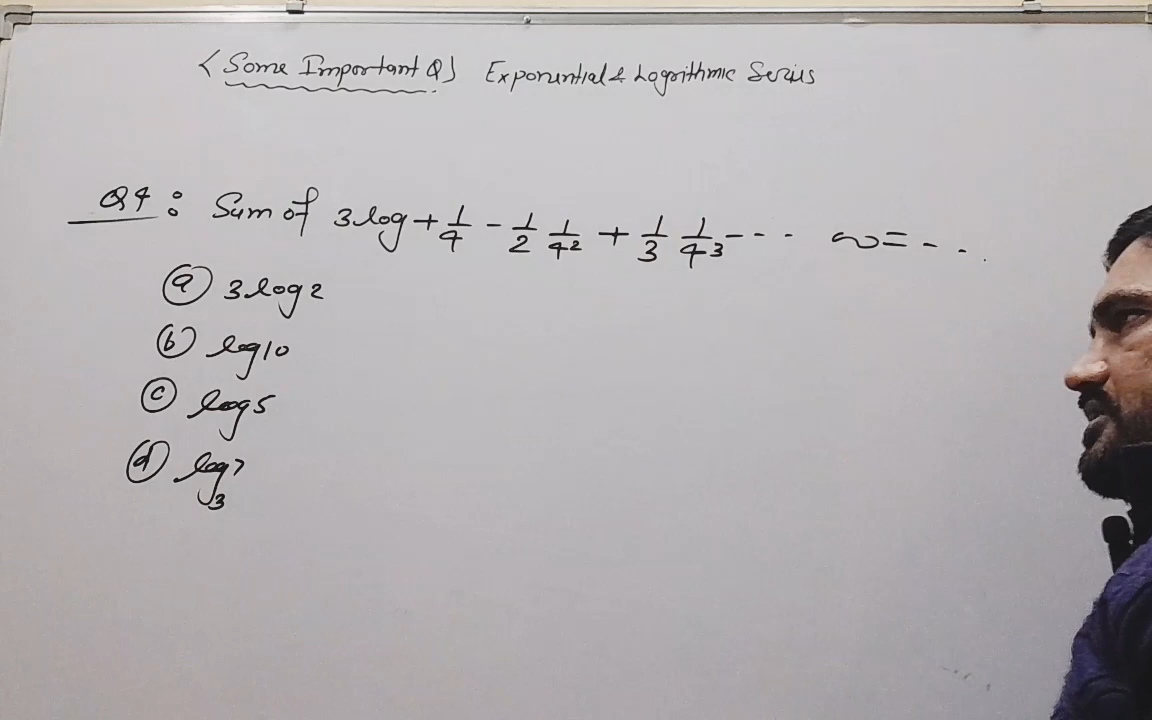 (Some Important Q) Exponential & Logorithmic Series
Q4: Sum of 3log + 1/4 - 1/2 1/4² + 1/3 1/4³ --- ∞ = - - .
(a) 3log2
(b) log10
(c) log5
(d) log7
3